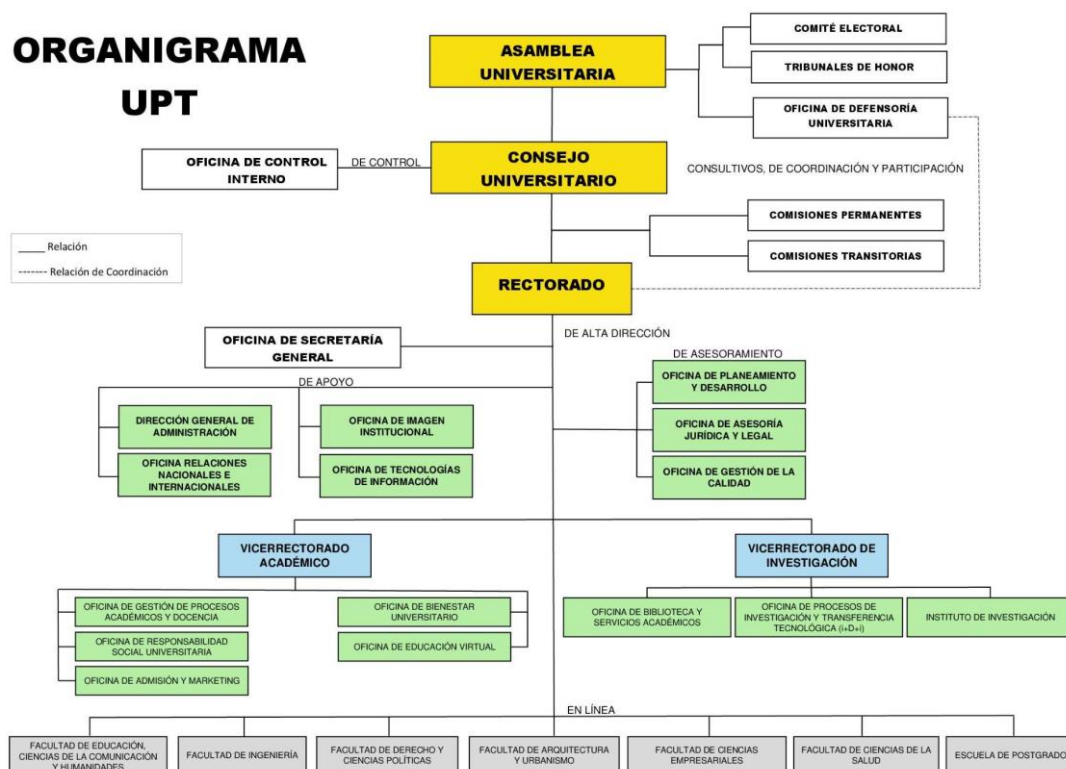 ORGANIGRAMA
UPT
ASAMBLEA
UNIVERSITARIA
COMITÉ ELECTORAL
TRIBUNALES DE HONOR
OFICINA DE DEFENSORÍA
UNIVERSITARIA
OFICINA DE CONTROL
INTERNO
DE CONTROL
CONSEJO
UNIVERSITARIO
CONSULTIVOS, DE COORDINACIÓN Y PARTICIPACIÓN
COMISIONES PERMANENTES
COMISIONES TRANSITORIAS
____ Relación
------- Relación de Coordinación
RECTORADO
DE ALTA DIRECCIÓN
OFICINA DE SECRETARÍA
GENERAL
DE APOYO
DE ASESORAMIENTO
DIRECCIÓN GENERAL DE
ADMINISTRACIÓN
OFICINA DE IMAGEN
INSTITUCIONAL
OFICINA RELACIONES
NACIONALES E
INTERNACIONALES
OFICINA DE TECNOLOGÍAS
DE INFORMACIÓN
OFICINA DE PLANEAMIENTO
Y DESARROLLO
OFICINA DE ASESORÍA
JURÍDICA Y LEGAL
OFICINA DE GESTIÓN DE LA
CALIDAD
VICERRECTORADO
ACADÉMICO
VICERRECTORADO DE
INVESTIGACIÓN
OFICINA DE GESTIÓN DE PROCESOS
ACADÉMICOS Y DOCENCIA
OFICINA DE RESPONSABILIDAD
SOCIAL UNIVERSITARIA
OFICINA DE ADMISIÓN Y MARKETING
OFICINA DE BIENESTAR
UNIVERSITARIO
OFICINA DE EDUCACIÓN VIRTUAL
OFICINA DE BIBLIOTECA Y
SERVICIOS ACADÉMICOS
OFICINA DE PROCESOS DE
INVESTIGACIÓN Y TRANSFERENCIA
TECNOLÓGICA (i+D+i)
INSTITUTO DE INVESTIGACIÓN
EN LÍNEA
FACULTAD DE EDUCACIÓN,
CIENCIAS DE LA COMUNICACIÓN
Y HUMANIDADES
FACULTAD DE INGENIERÍA
FACULTAD DE DERECHO Y
CIENCIAS POLÍTICAS
FACULTAD DE ARQUITECTURA
Y URBANISMO
FACULTAD DE CIENCIAS
EMPRESARIALES
FACULTAD DE CIENCIAS DE LA
SALUD
ESCUELA DE POSTGRADO